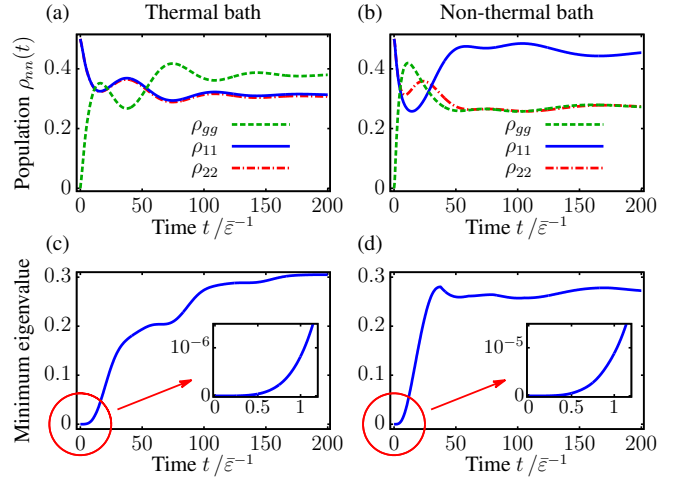 (a) Thermal bath
(b) Non-thermal bath
Population ρnn(t)
0.4
0.2
0
ρgg
ρ11
ρ22
0 50 100 150 200
Time t / ε̄⁻¹
0.4
0.2
0
ρgg
ρ11
ρ22
0 50 100 150 200
Time t / ε̄⁻¹
(c)
(d)
Minimum eigenvalue
0.3
0.2
0.1
0
10⁻⁶
0
0 0.5 1
0 50 100 150 200
Time t / ε̄⁻¹
0.3
0.2
0.1
0
10⁻⁵
0
0 0.5 1
0 50 100 150 200
Time t / ε̄⁻¹